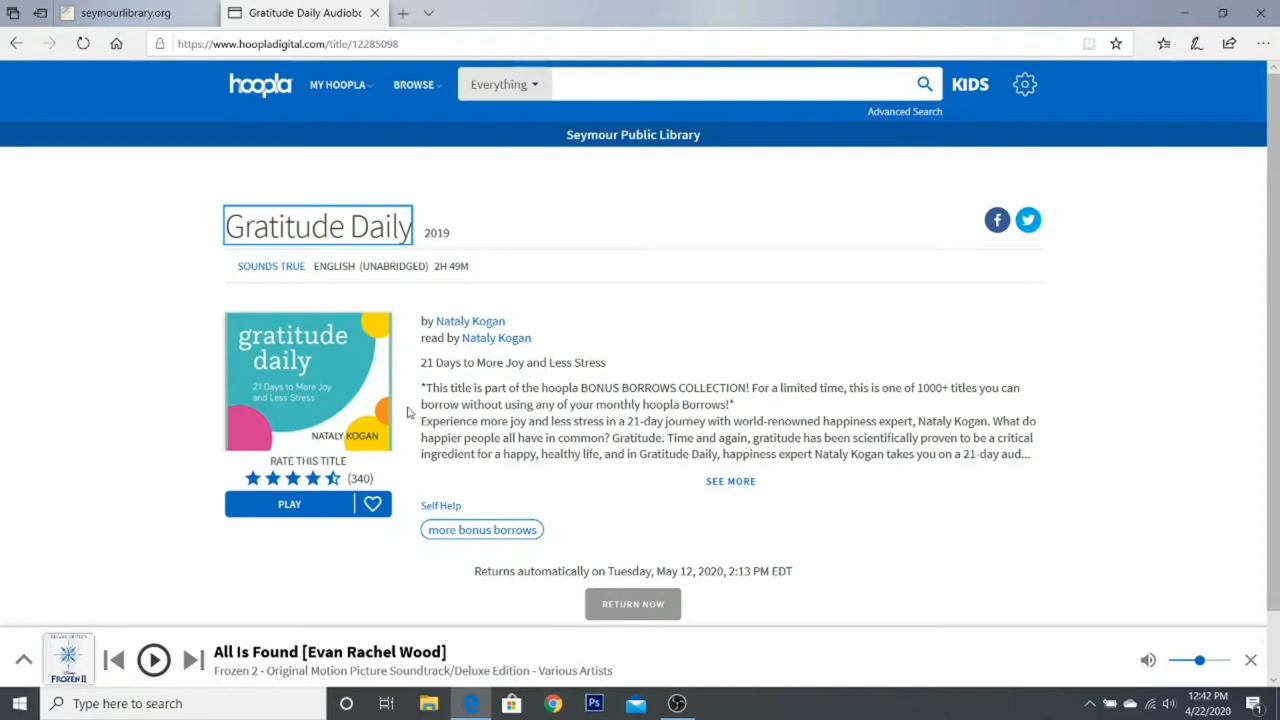 seymourlibrary.org
Gratitude Daily Audiobo
https://www.hoopladigital.com/title/12285098
hoopla
MY HOOPLA
BROWSE
Everything
KIDS
Advanced Search
Seymour Public Library
Gratitude Daily 2019
SOUNDS TRUE ENGLISH (UNABRIDGED) 2H 49M
gratitude
daily
21 Days to More Joy
and Less Stress
NATALY KOGAN
by Nataly Kogan
read by Nataly Kogan
21 Days to More Joy and Less Stress
*This title is part of the hoopla BONUS BORROWS COLLECTION! For a limited time, this is one of 1000+ titles you can
borrow without using any of your monthly hoopla Borrows!*
Experience more joy and less stress in a 21-day journey with world-renowned happiness expert, Nataly Kogan. What do
happier people all have in common? Gratitude. Time and again, gratitude has been scientifically proven to be a critical
ingredient for a happy, healthy life, and in Gratitude Daily, happiness expert Nataly Kogan takes you on a 21-day aud...
SEE MORE
RATE THIS TITLE
(340)
PLAY
Self Help
more bonus borrows
Returns automatically on Tuesday, May 12, 2020, 2:13 PM EDT
RETURN NOW
FROZEN II
All Is Found [Evan Rachel Wood]
Frozen 2 - Original Motion Picture Soundtrack/Deluxe Edition - Various Artists
Type here to search
Ps
12:42 PM
4/22/2020
1